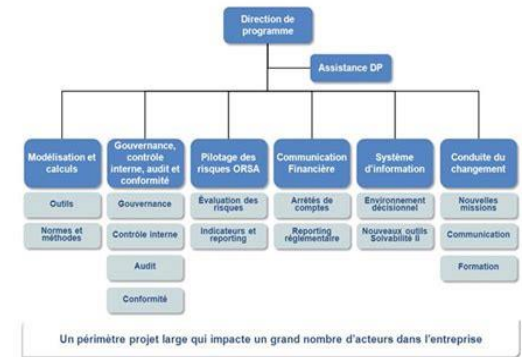 Direction de
programme
Assistance DP
Modélisation et
calculs
Outils
Normes et
méthodes
Gouvernance,
contrôle
interne, audit et
conformité
Gouvernance
Contrôle interne
Audit
Conformité
Pilotage des
risques ORSA
Évaluation des
risques
Indicateurs et
reporting
Communication
Financière
Arrêtés de
comptes
Reporting
réglementaire
Système
d'information
Environnement
décisionnel
Nouveaux outils
Solvabilité II
Conduite du
changement
Nouvelles
missions
Communication
Formation
Un périmètre projet large qui impacte un grand nombre d'acteurs dans l'entreprise